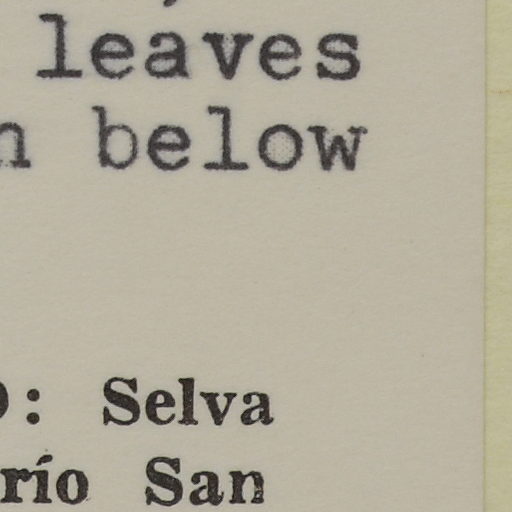 leaves
below
: Selva
río San